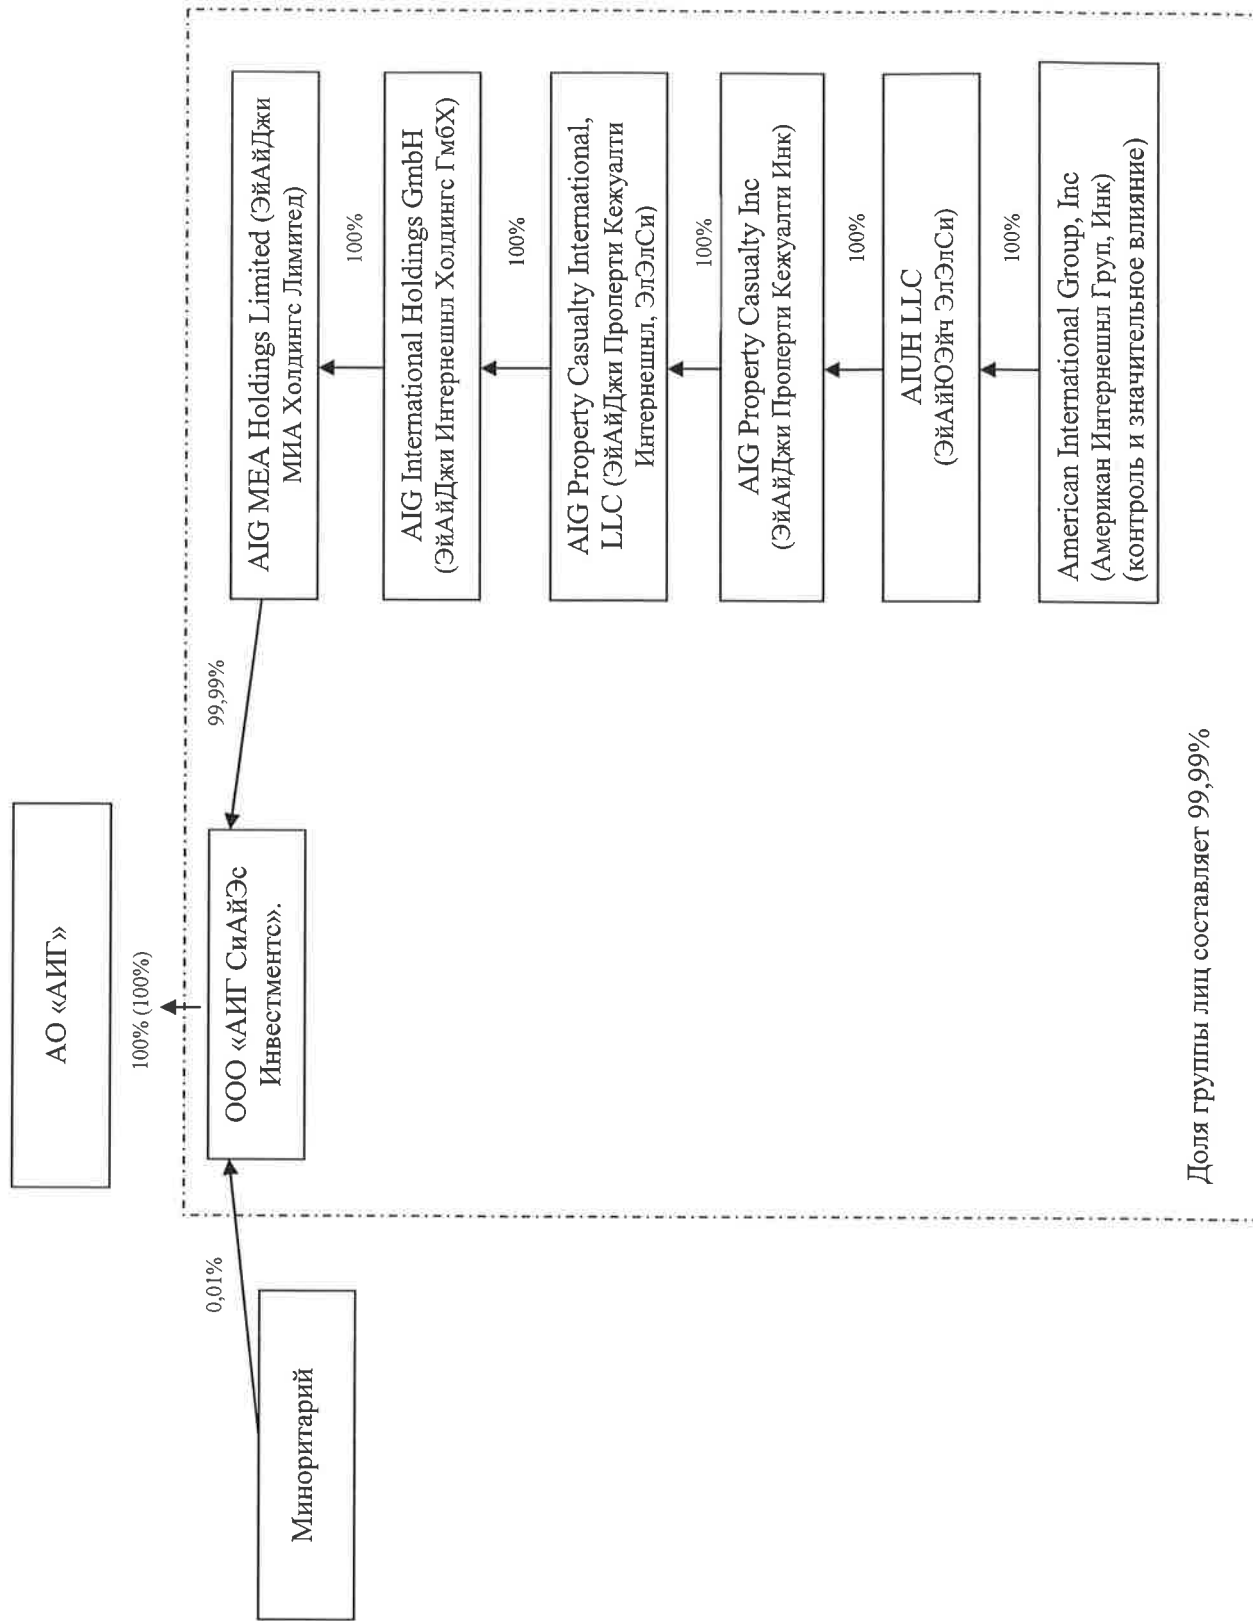 АО «АИГ»
100% (100%)
0,01%
99,99%
Миноритарий
ООО «АИГ СиАйЭс
Инвестментс».
AIG MEA Holdings Limited (ЭйАйДжи
МИА Холдингс Лимитед)
100%
AIG International Holdings GmbH
(ЭйАйДжи Интернешнл Холдингс ГмбХ)
100%
AIG Property Casualty International,
LLC (ЭйАйДжи Проперти Кежуалти
Интернешнл, ЭлЭлСи)
100%
AIG Property Casualty Inc
(ЭйАйДжи Проперти Кежуалти Инк)
100%
AIUH LLC
(ЭйАйЮЭйч ЭлЭлСи)
100%
American International Group, Inc
(Американ Интернешнл Груп, Инк)
(контроль и значительное влияние)
Доля группы лиц составляет 99,99%